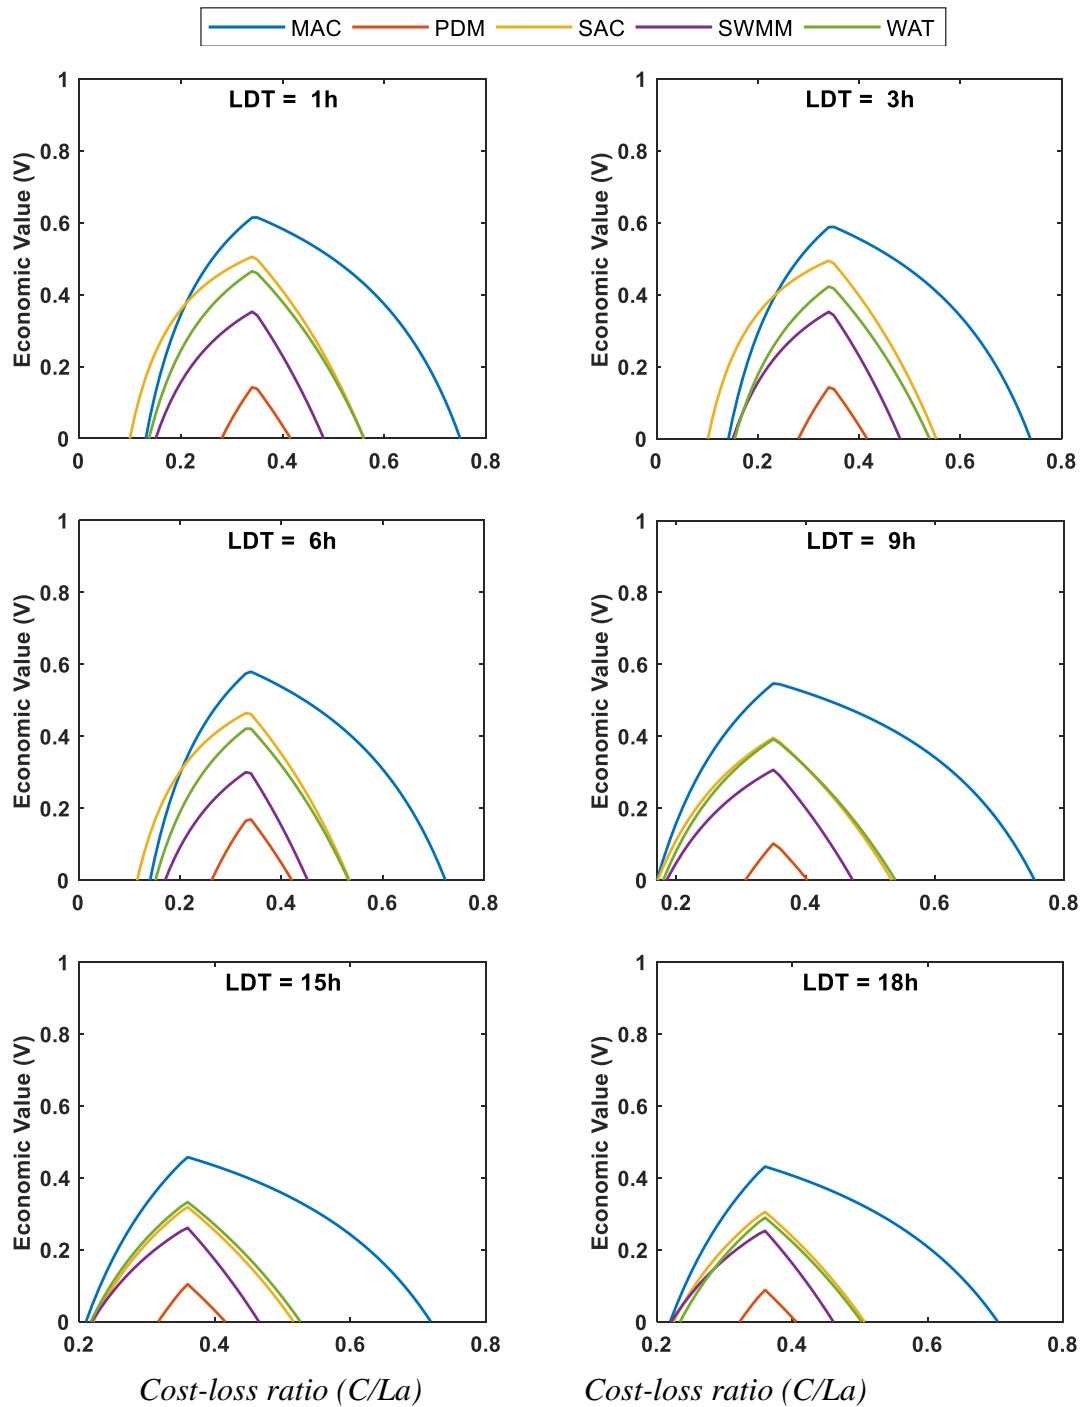 MAC PDM SAC SWMM WAT
LDT = 1h
Economic Value (V)
1
0.8
0.6
0.4
0.2
0
0 0.2 0.4 0.6 0.8
LDT = 3h
Economic Value (V)
1
0.8
0.6
0.4
0.2
0
0 0.2 0.4 0.6 0.8
LDT = 6h
Economic Value (V)
1
0.8
0.6
0.4
0.2
0
0 0.2 0.4 0.6 0.8
LDT = 9h
Economic Value (V)
1
0.8
0.6
0.4
0.2
0
0.2 0.4 0.6 0.8
LDT = 15h
Economic Value (V)
1
0.8
0.6
0.4
0.2
0
0.2 0.4 0.6 0.8
Cost-loss ratio (C/La)
LDT = 18h
Economic Value (V)
1
0.8
0.6
0.4
0.2
0
0.2 0.4 0.6 0.8
Cost-loss ratio (C/La)